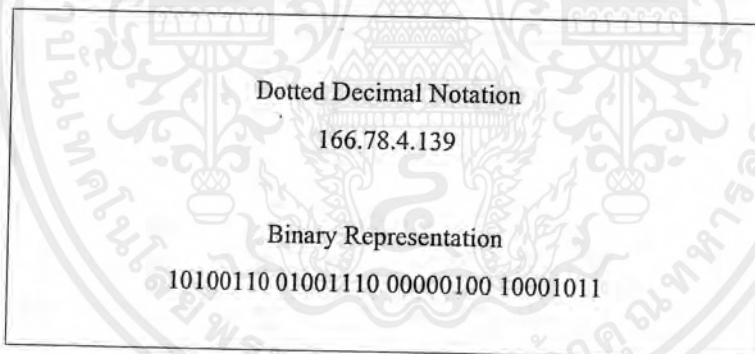 Dotted Decimal Notation
166.78.4.139
Binary Representation
10100110 01001110 00000100 10001011